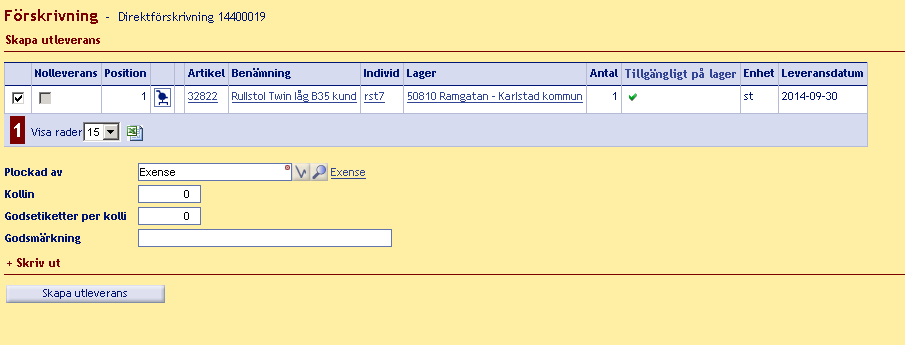 Förskrivning - Direktförskrivning 14400019
Skapa utleverans
Nolleverans Position Artikel Benämning Individ Lager Antal Tillgängligt på lager Enhet Leveransdatum
1 32822 Rullstol Twin låg B35 kund rst7 50810 Ramgatan - Karlstad kommun 1 st 2014-09-30
1 Visa rader 15
Plockad av Exense Exense
Kollin 0
Godsetiketter per kolli 0
Godsmärkning
+ Skriv ut
Skapa utleverans